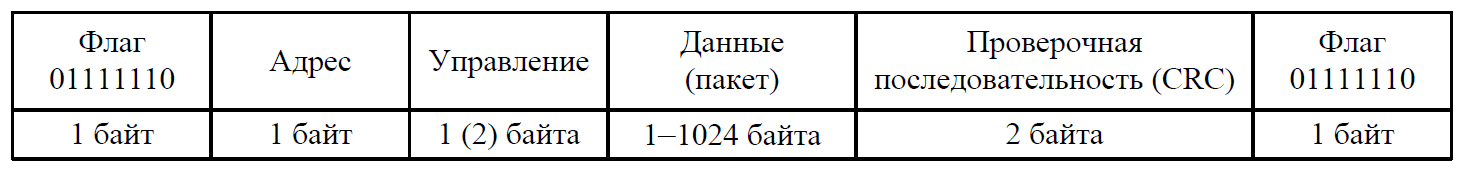 Флаг
01111110
Адрес
Управление
Данные
(пакет)
Проверочная
последовательность (CRC)
Флаг
01111110
1 байт
1 байт
1 (2) байта
1–1024 байта
2 байта
1 байт